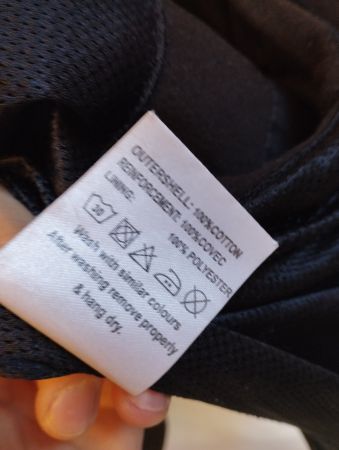 OUTERSHELL: 100%COTTON
REINFORCEMENT: 100%COVEC
LINING: 100% POLYESTER
30
Wash with similar colours
After washing remove properly
& hang dry.